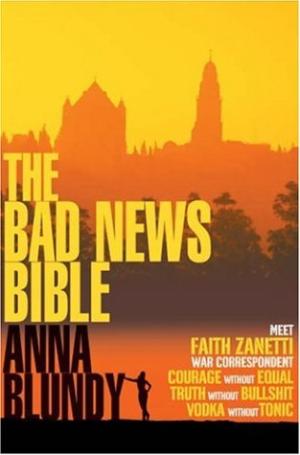 THE
BAD NEWS
BIBLE
ANNA
BLUNDY
MEET
FAITH ZANETTI
WAR CORRESPONDENT
COURAGE WITHOUT EQUAL
TRUTH WITHOUT BULLSHIT
VODKA WITHOUT TONIC